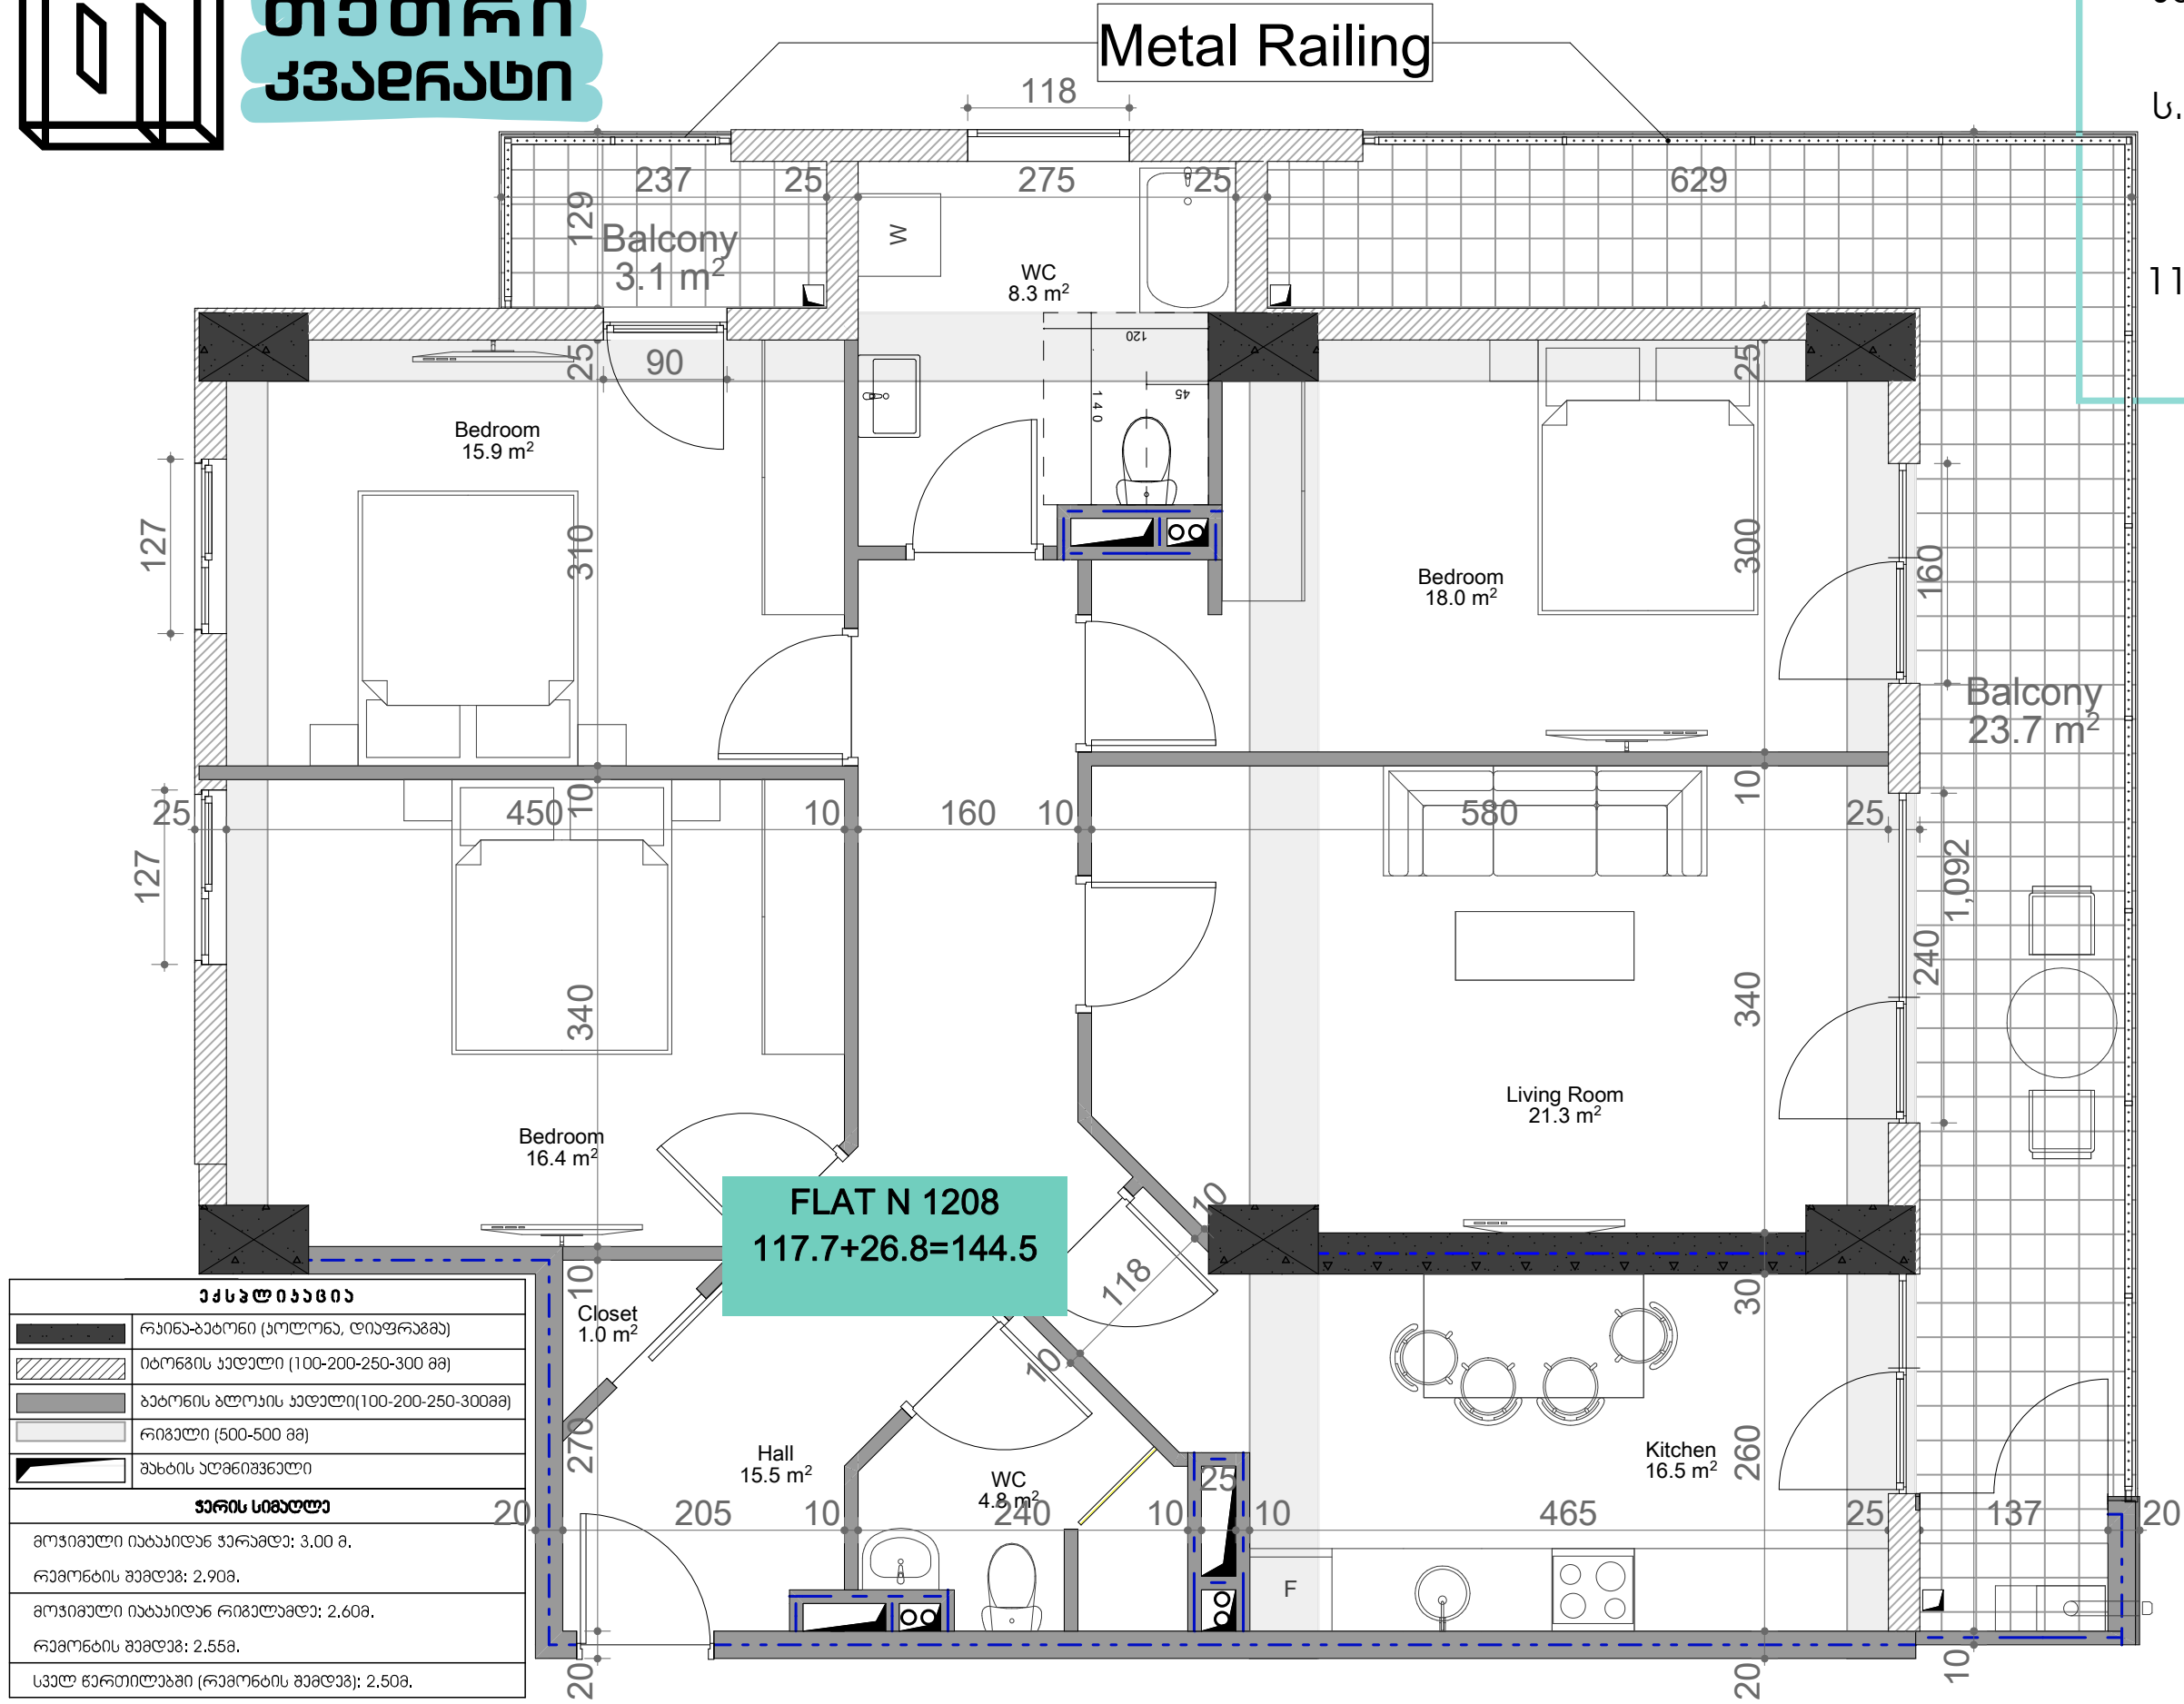 თეთრი
კვადრატი
Metal Railing
ს.
11
118
237
25
275
25
629
129
Balcony
3.1 m²
W
WC
8.3 m²
120
25
90
25
45
140
Bedroom
15.9 m²
127
310
Bedroom
18.0 m²
300
160
Balcony
23.7 m²
25
450
10
10
160
10
580
10
25
127
1,092
240
340
340
Living Room
21.3 m²
Bedroom
16.4 m²
FLAT N 1208
117.7+26.8=144.5
10
118
10
10
30
Closet
1.0 m²
270
Hall
15.5 m²
WC
4.8 m²
Kitchen
16.5 m²
260
20
205
10
240
10
25
10
465
25
137
20
F
20
20
10
ექსპლიკაცია
რკინა-ბეტონი (კოლონა, დიაფრაგმა)
იტონგის კედელი (100-200-250-300 მმ)
ბეტონის ბლოკის კედელი(100-200-250-300მმ)
რიგელი (500-500 მმ)
შახტის აღმნიშვნელი
ჭერის სიმაღლე
მოჭიმული იატაკიდან ჭერამდე: 3.00 მ.
რემონტის შემდეგ: 2.90მ.
მოჭიმული იატაკიდან რიგელამდე: 2.60მ.
რემონტის შემდეგ: 2.55მ.
სველ წერტილებში (რემონტის შემდეგ): 2.50მ.